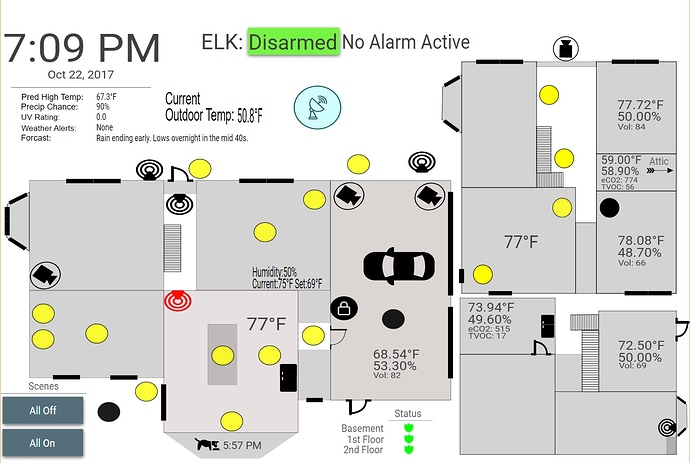 7:09 PM
Oct 22, 2017
ELK: Disarmed No Alarm Active
Pred High Temp: 67.3°F
Precip Chance: 90%
UV Rating: 0.0
Weather Alerts: None
Forcast: Rain ending early. Lows overnight in the mid 40s.
Current
Outdoor Temp: 50.8°F
77.72°F
50.00%
Vol: 84
59.00°F Attic
58.90%
eCO2: 774
TVOC: 56
77°F
78.08°F
48.70%
Vol: 66
Humidity:50%
Current:75°F Set:69°F
77°F
68.54°F
53.30%
Vol: 82
73.94°F
49.60%
eCO2: 515
TVOC: 17
72.50°F
50.00%
Vol: 69
Scenes
All Off
All On
5:57 PM
Status
Basement
1st Floor
2nd Floor